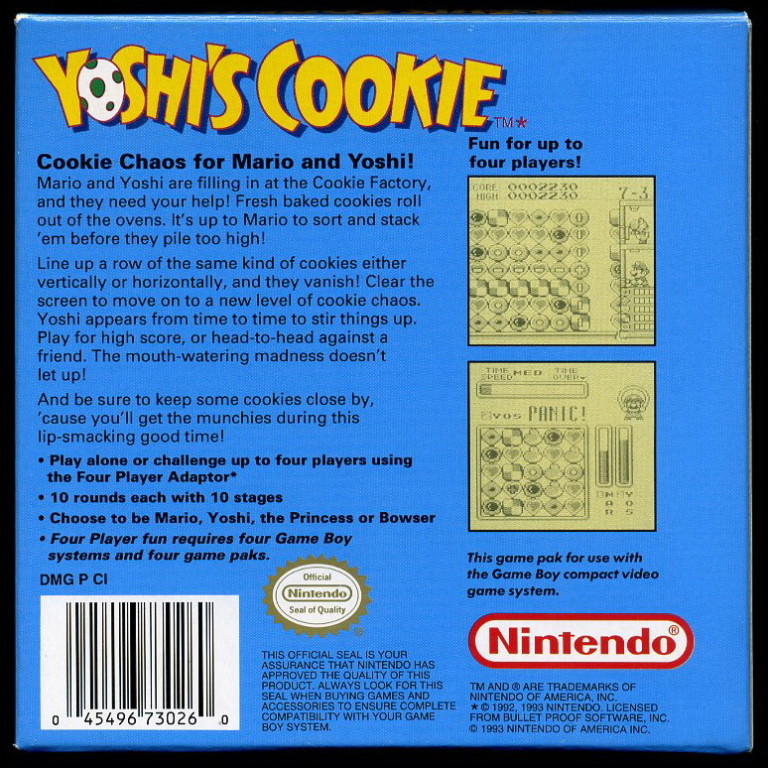 YOSHI'S COOKIE TM*
Cookie Chaos for Mario and Yoshi!
Mario and Yoshi are filling in at the Cookie Factory,
and they need your help! Fresh baked cookies roll
out of the ovens. It's up to Mario to sort and stack
'em before they pile too high!
Line up a row of the same kind of cookies either
vertically or horizontally, and they vanish! Clear the
screen to move on to a new level of cookie chaos.
Yoshi appears from time to time to stir things up.
Play for high score, or head-to-head against a
friend. The mouth-watering madness doesn't
let up!
And be sure to keep some cookies close by,
'cause you'll get the munchies during this
lip-smacking good time!
• Play alone or challenge up to four players using
the Four Player Adaptor*
• 10 rounds each with 10 stages
• Choose to be Mario, Yoshi, the Princess or Bowser
• Four Player fun requires four Game Boy
systems and four game paks.
DMG P CI
0 45496 73026 0
Official
Nintendo
Seal of Quality
®
THIS OFFICIAL SEAL IS YOUR
ASSURANCE THAT NINTENDO HAS
APPROVED THE QUALITY OF THIS
PRODUCT. ALWAYS LOOK FOR THIS
SEAL WHEN BUYING GAMES AND
ACCESSORIES TO ENSURE COMPLETE
COMPATIBILITY WITH YOUR GAME
BOY SYSTEM.
Fun for up to
four players!
CORE 0002230 7-3
HIGH 0002230
TIME MED TIME
SPEED OVER
PANIC!
This game pak for use with
the Game Boy compact video
game system.
Nintendo®
TM AND ® ARE TRADEMARKS OF
NINTENDO OF AMERICA, INC.
* © 1992, 1993 NINTENDO. LICENSED
FROM BULLET PROOF SOFTWARE, INC.
© 1993 NINTENDO OF AMERICA INC.